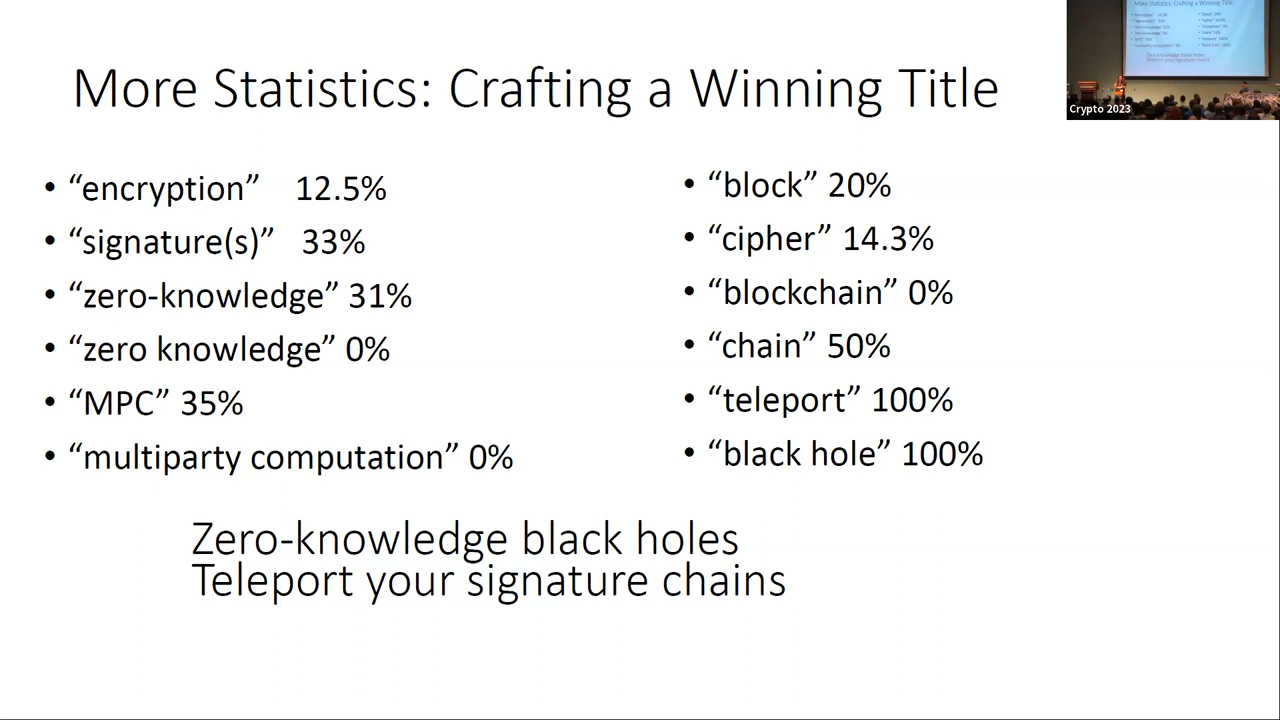 More Statistics: Crafting a Winning Title
• “encryption” 12.5%
• “signature(s)” 33%
• “zero-knowledge” 31%
• “zero knowledge” 0%
• “MPC” 35%
• “multiparty computation” 0%
• “block” 20%
• “cipher” 14.3%
• “blockchain” 0%
• “chain” 50%
• “teleport” 100%
• “black hole” 100%
Zero-knowledge black holes
Teleport your signature chains
Crypto 2023